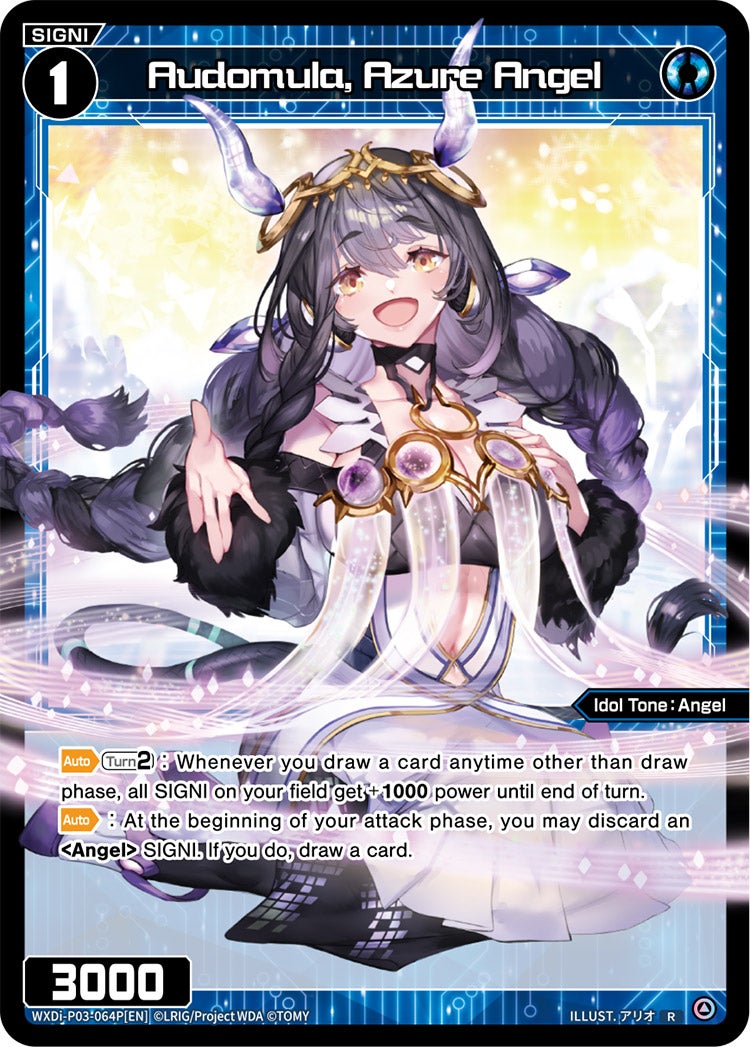 SIGNI
1
Audomula, Azure Angel
Idol Tone:Angel
Auto Turn2 : Whenever you draw a card anytime other than draw
phase, all SIGNI on your field get +1000 power until end of turn.
Auto : At the beginning of your attack phase, you may discard an
<Angel> SIGNI. If you do, draw a card.
3000
WXDi-P03-064P[EN] ©LRIG/Project WDA ©TOMY ILLUST. アリオ R